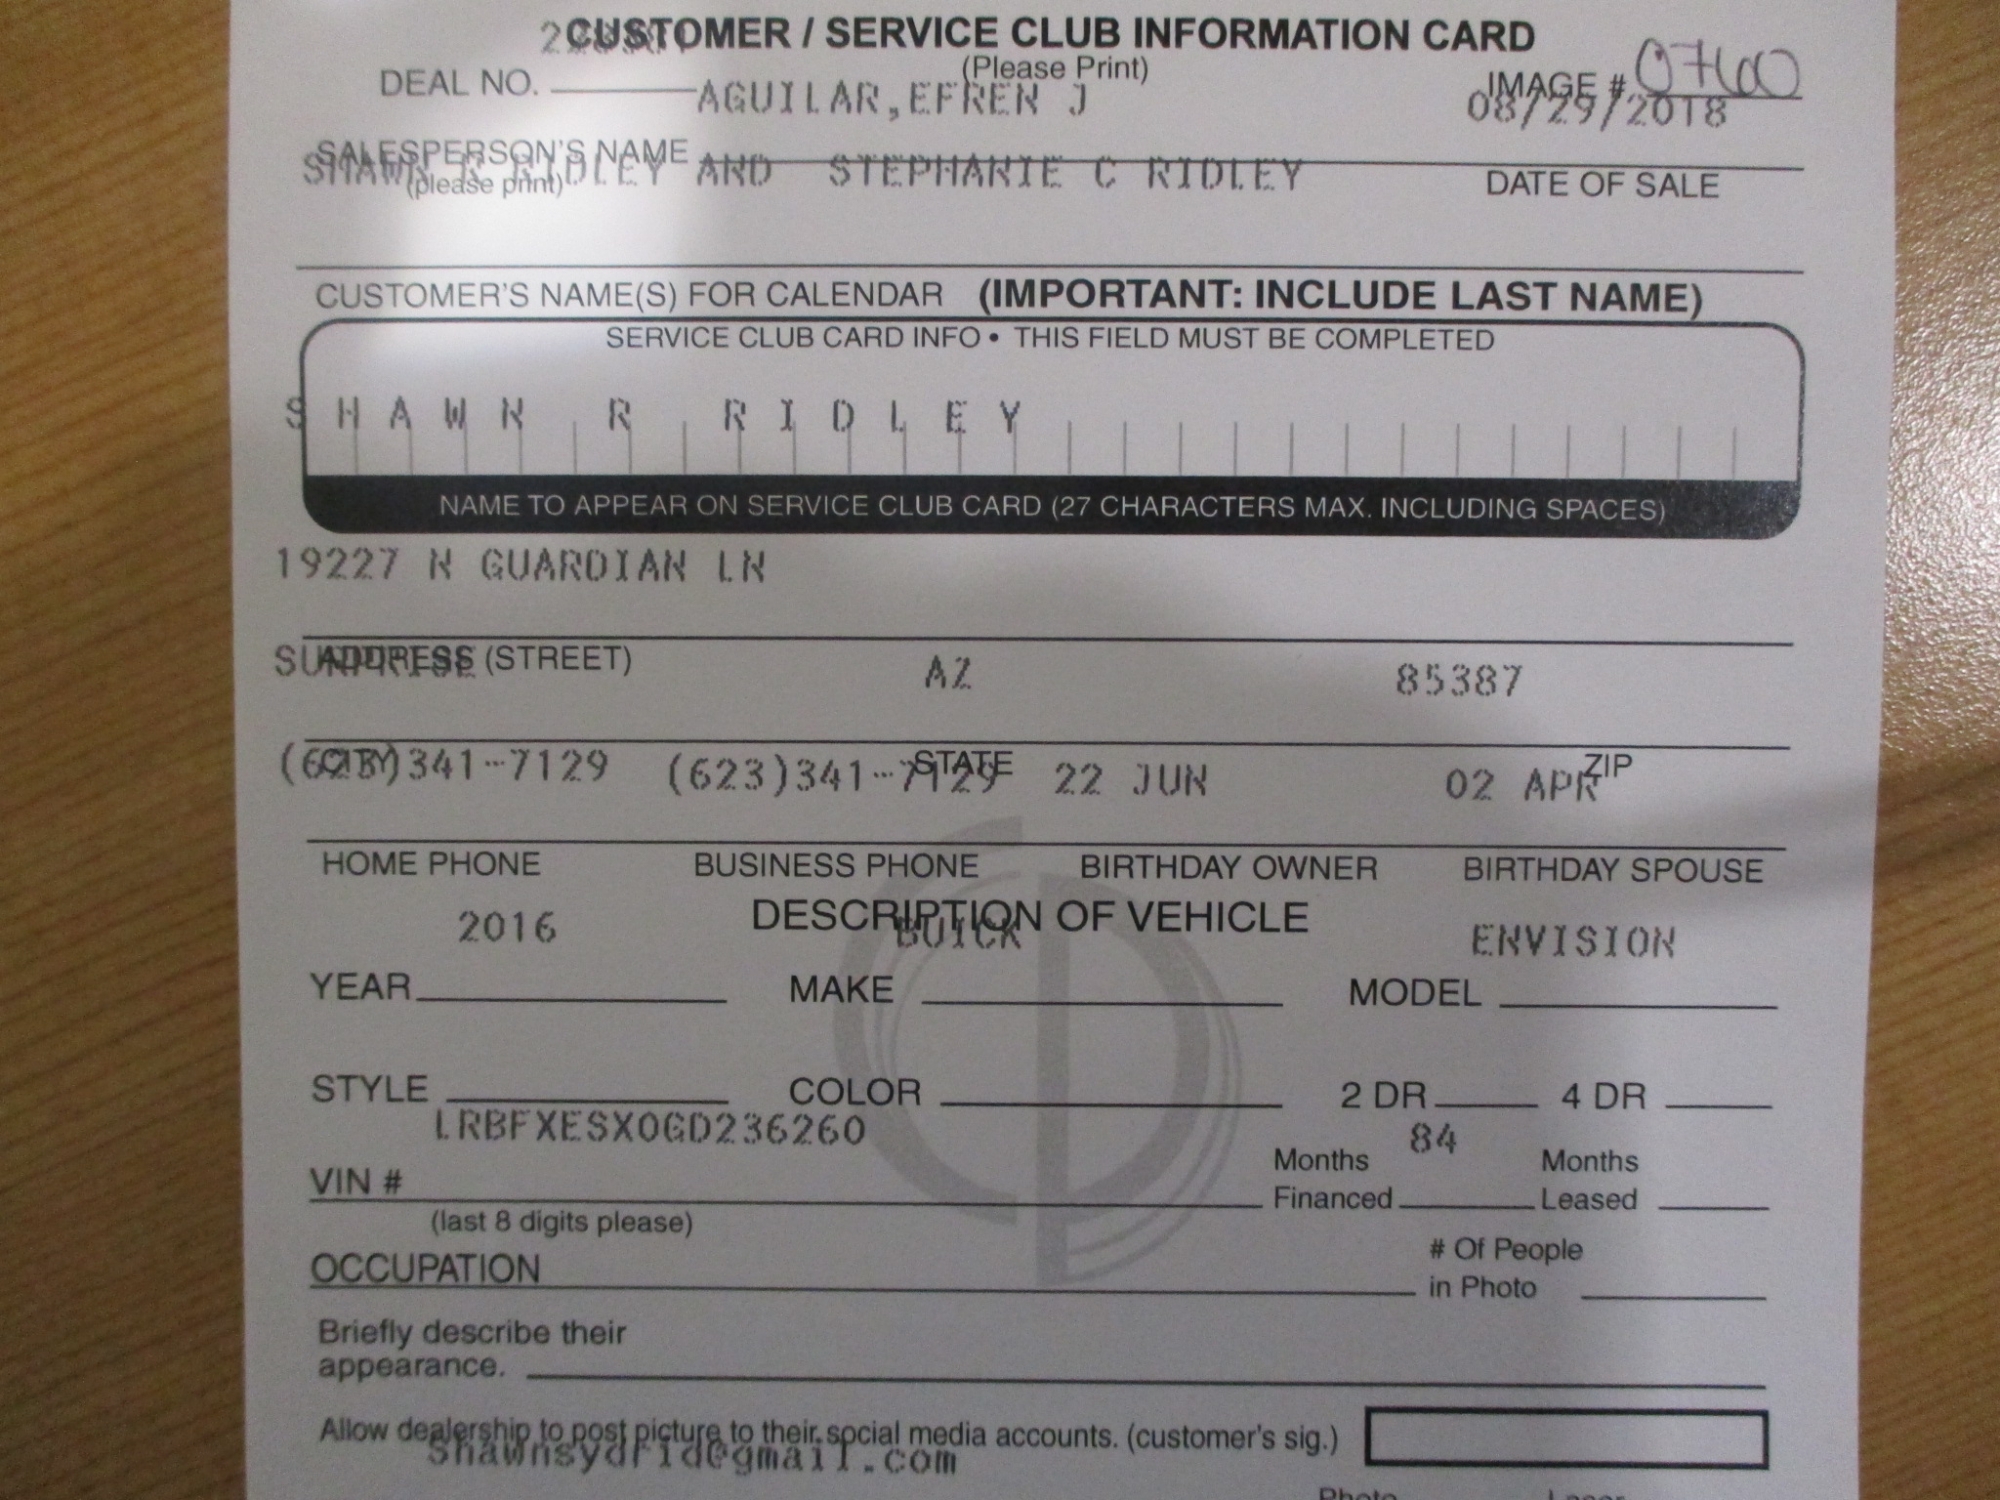 CUSTOMER / SERVICE CLUB INFORMATION CARD
(Please Print)
DEAL NO. AGUILAR,EFREN J IMAGE # 07160
08/29/2018
SALESPERSON'S NAME
(please print)
SHAWN R RIDLEY AND STEPHANIE C RIDLEY
DATE OF SALE
CUSTOMER'S NAME(S) FOR CALENDAR (IMPORTANT: INCLUDE LAST NAME)
SERVICE CLUB CARD INFO • THIS FIELD MUST BE COMPLETED
SHAWN R RIDLEY
NAME TO APPEAR ON SERVICE CLUB CARD (27 CHARACTERS MAX. INCLUDING SPACES)
19227 N GUARDIAN LN
ADDRESS (STREET)
SURPRISE AZ 85387
CITY STATE ZIP
(623)341-7129 (623)341-7129 22 JUN 02 APR
HOME PHONE BUSINESS PHONE BIRTHDAY OWNER BIRTHDAY SPOUSE
DESCRIPTION OF VEHICLE
2016 BUICK ENVISION
YEAR MAKE MODEL
STYLE COLOR 2 DR 4 DR
LRBFXESX0GD236260 84
VIN # Months Financed Months Leased
(last 8 digits please)
OCCUPATION # Of People in Photo
Briefly describe their
appearance.
Allow dealership to post picture to their social media accounts. (customer's sig.)
shawnsydrid@gmail.com